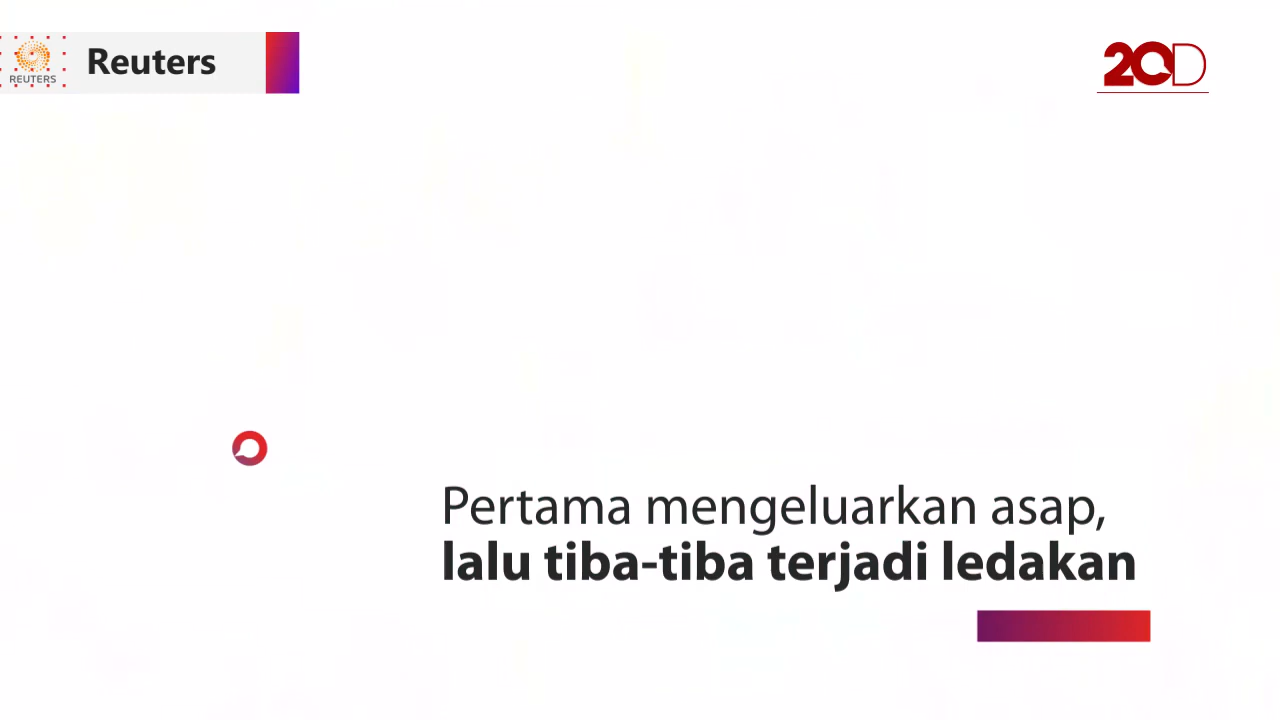 REUTERS
Reuters
20D
Pertama mengeluarkan asap,
lalu tiba-tiba terjadi ledakan